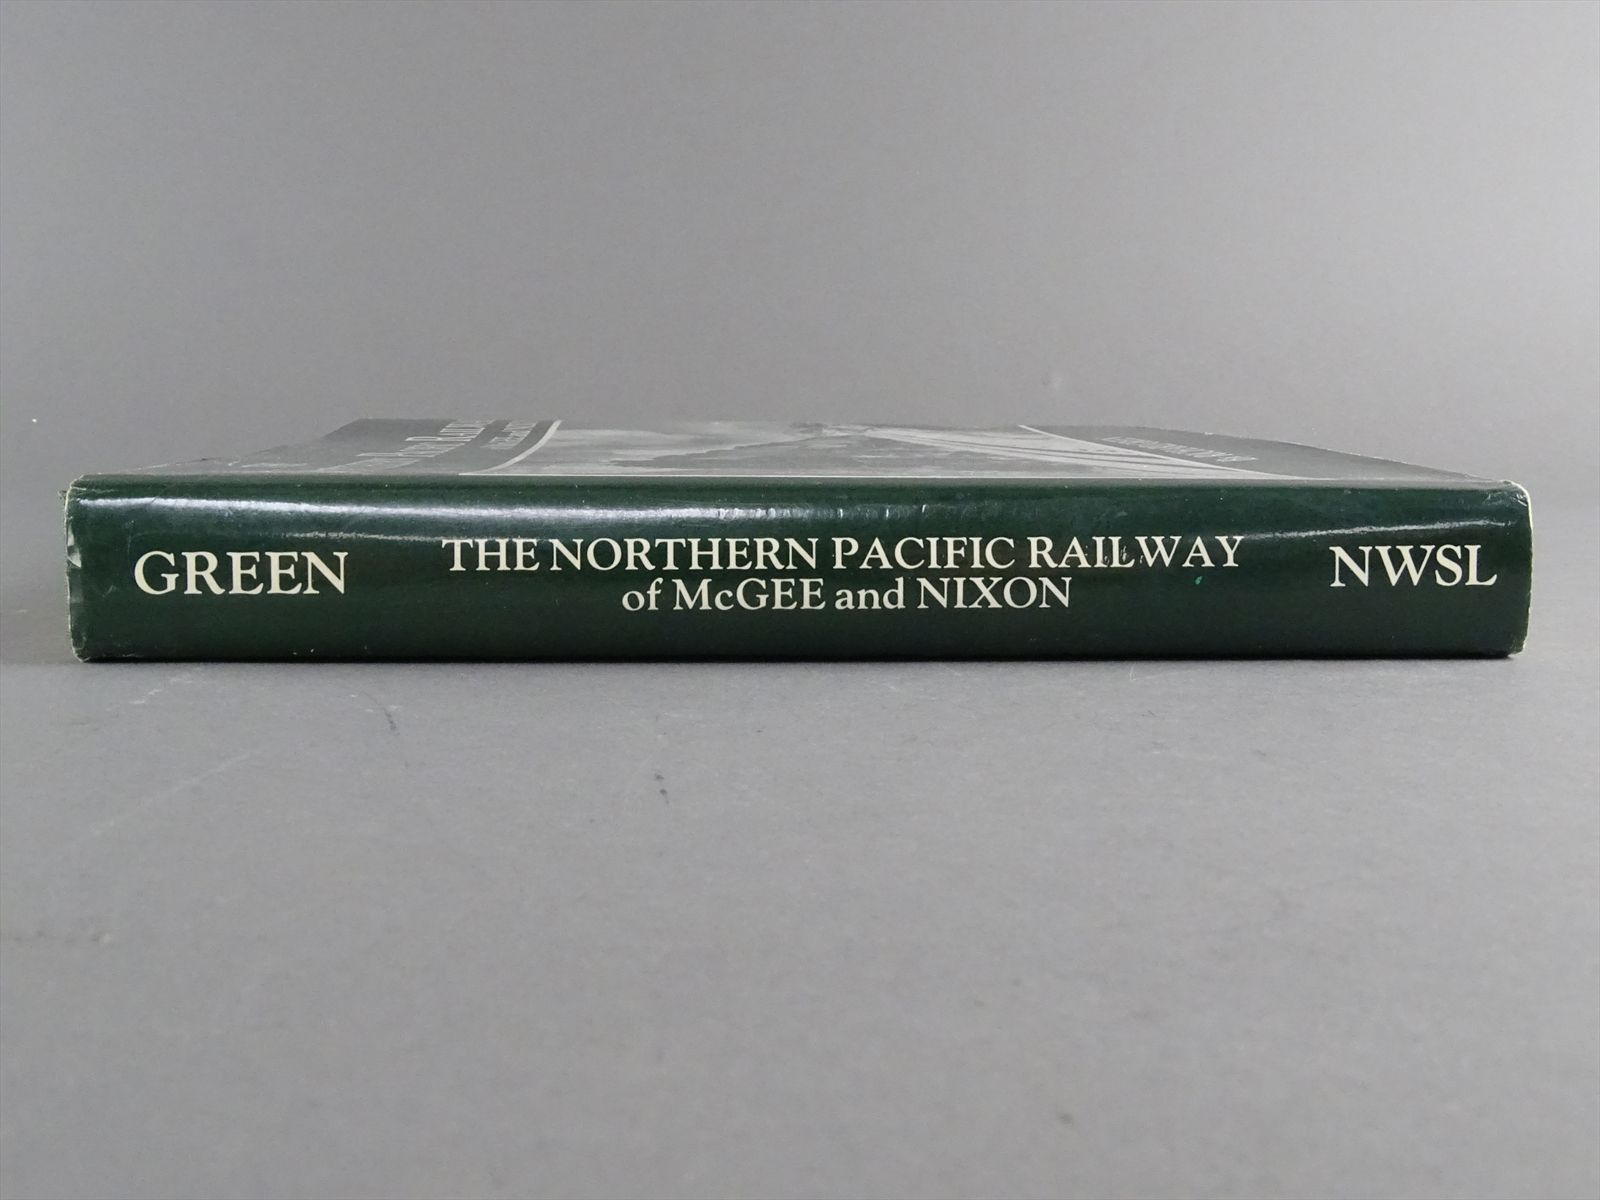 GREEN
THE NORTHERN PACIFIC RAILWAY
of McGEE and NIXON
NWSL